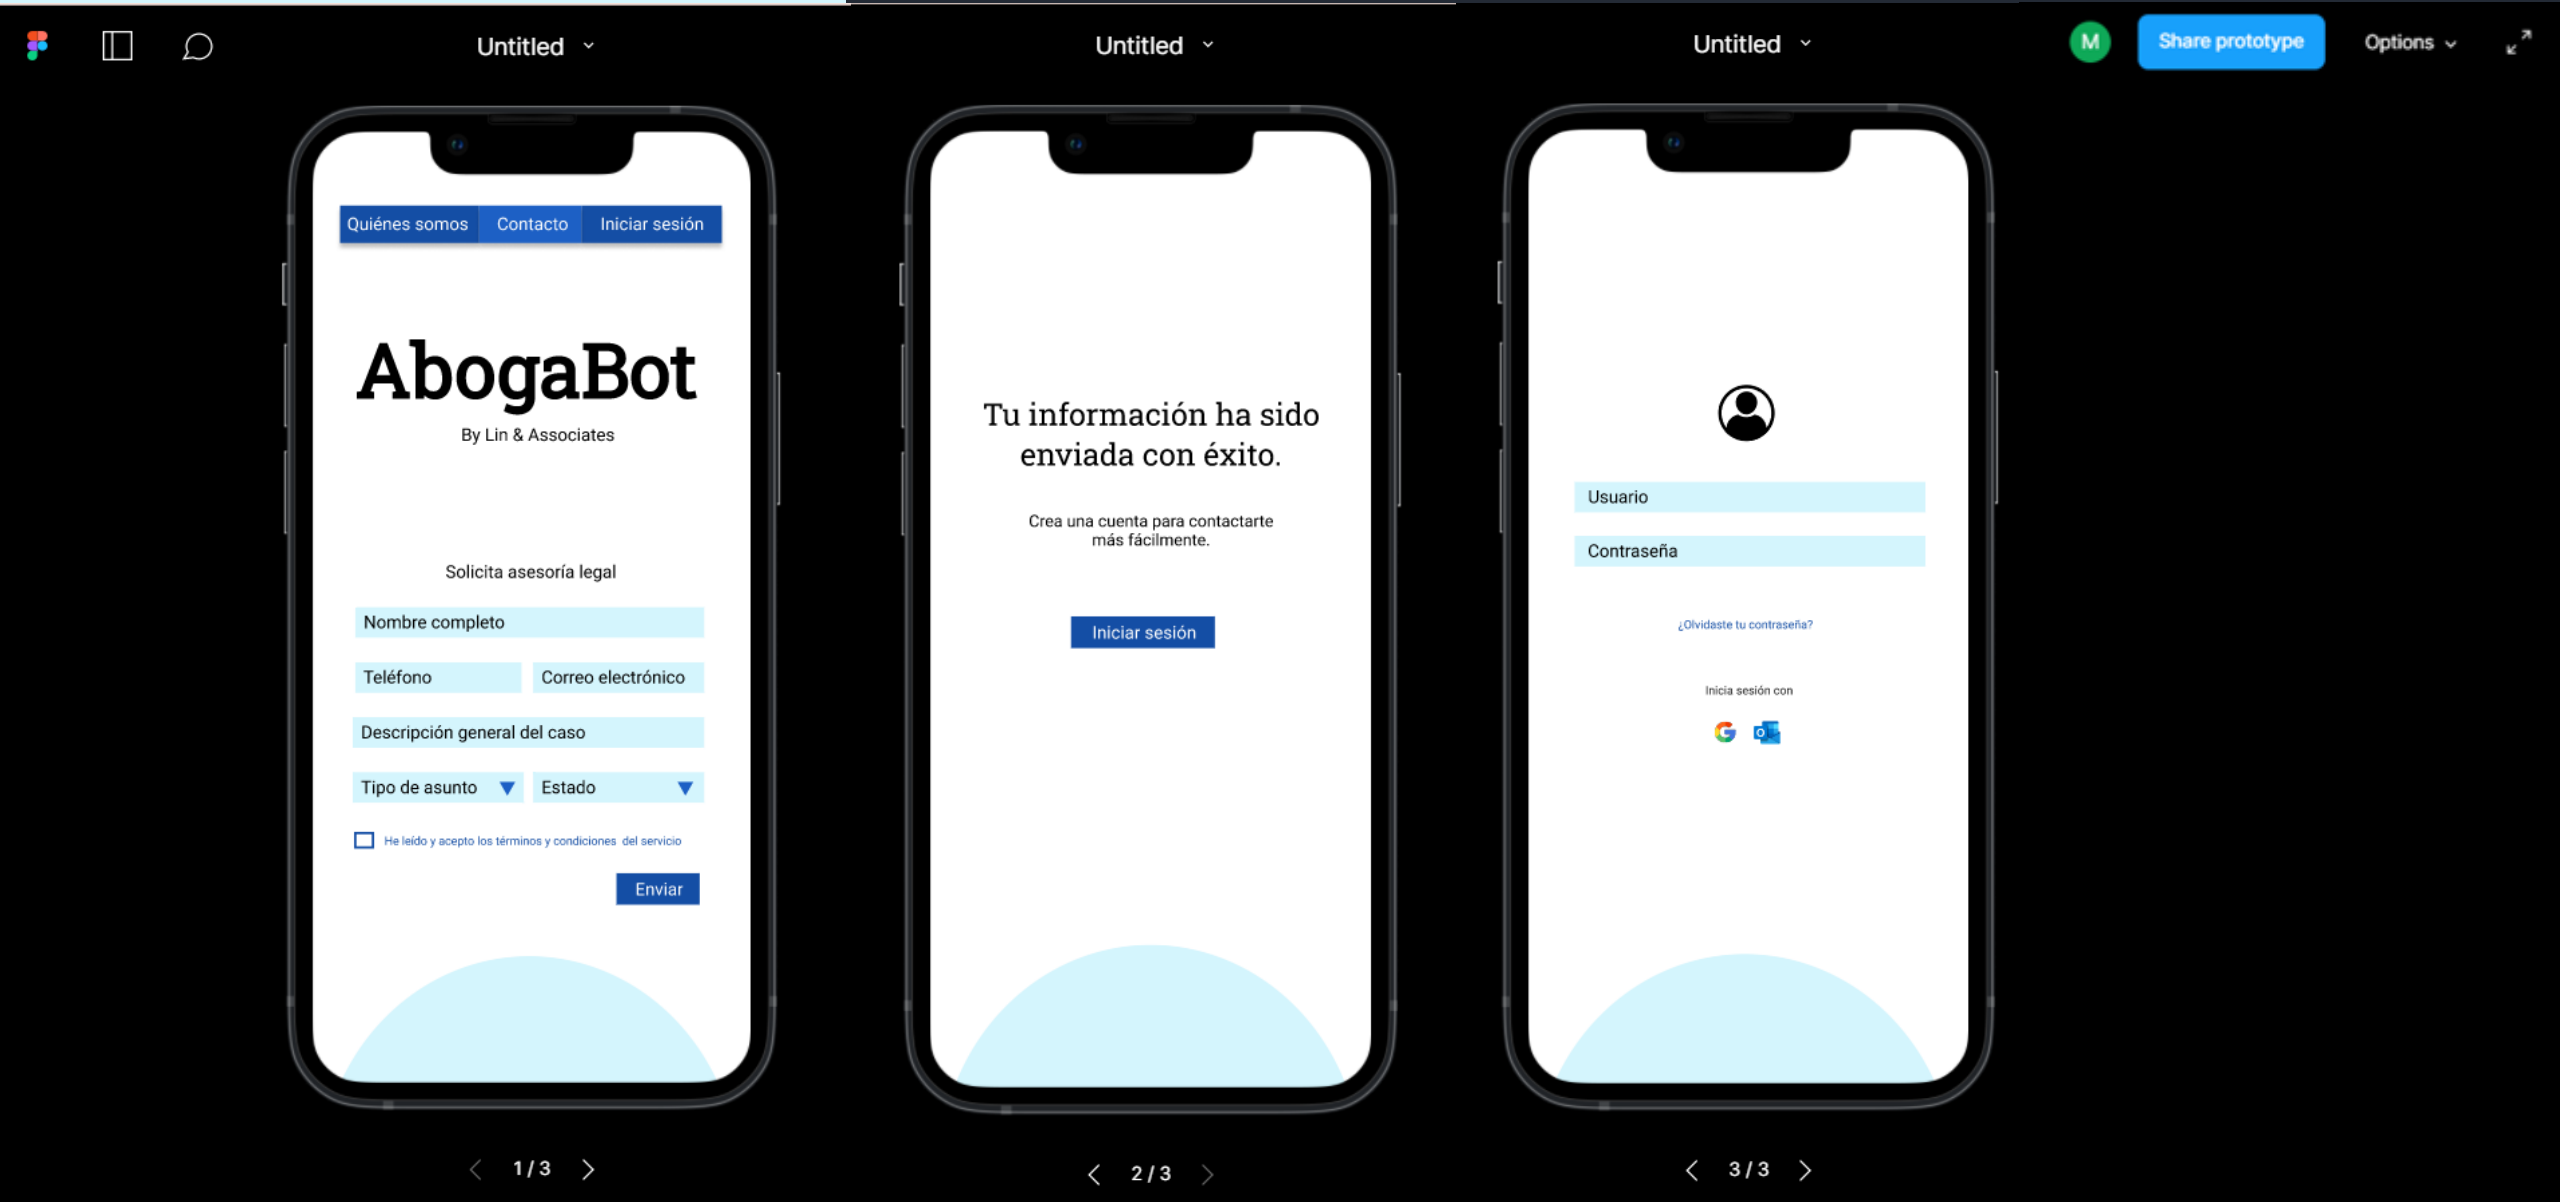 Untitled
Untitled
Untitled
M
Share prototype
Options
Quiénes somos
Contacto
Iniciar sesión
AbogaBot
By Lin & Associates
Solicita asesoría legal
Nombre completo
Teléfono
Correo electrónico
Descripción general del caso
Tipo de asunto
Estado
He leído y acepto los términos y condiciones del servicio
Enviar
1 / 3
Tu información ha sido
enviada con éxito.
Crea una cuenta para contactarte
más fácilmente.
Iniciar sesión
2 / 3
Usuario
Contraseña
¿Olvidaste tu contraseña?
Inicia sesión con
3 / 3